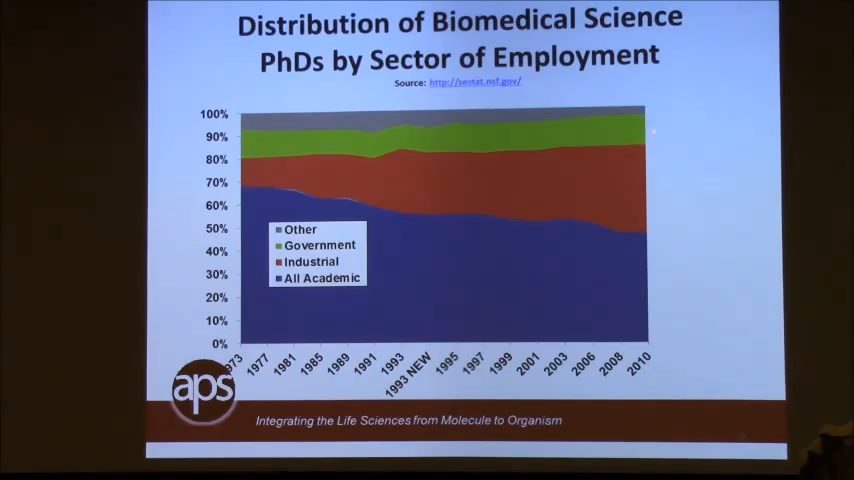 Distribution of Biomedical Science
PhDs by Sector of Employment
Source: http://sestat.nsf.gov/
100%
90%
80%
70%
60%
50%
40%
30%
20%
10%
0%
Other
Government
Industrial
All Academic
1973
1977
1981
1985
1989
1991
1993
1993 NEW
1995
1997
1999
2001
2003
2006
2008
2010
aps
Integrating the Life Sciences from Molecule to Organism